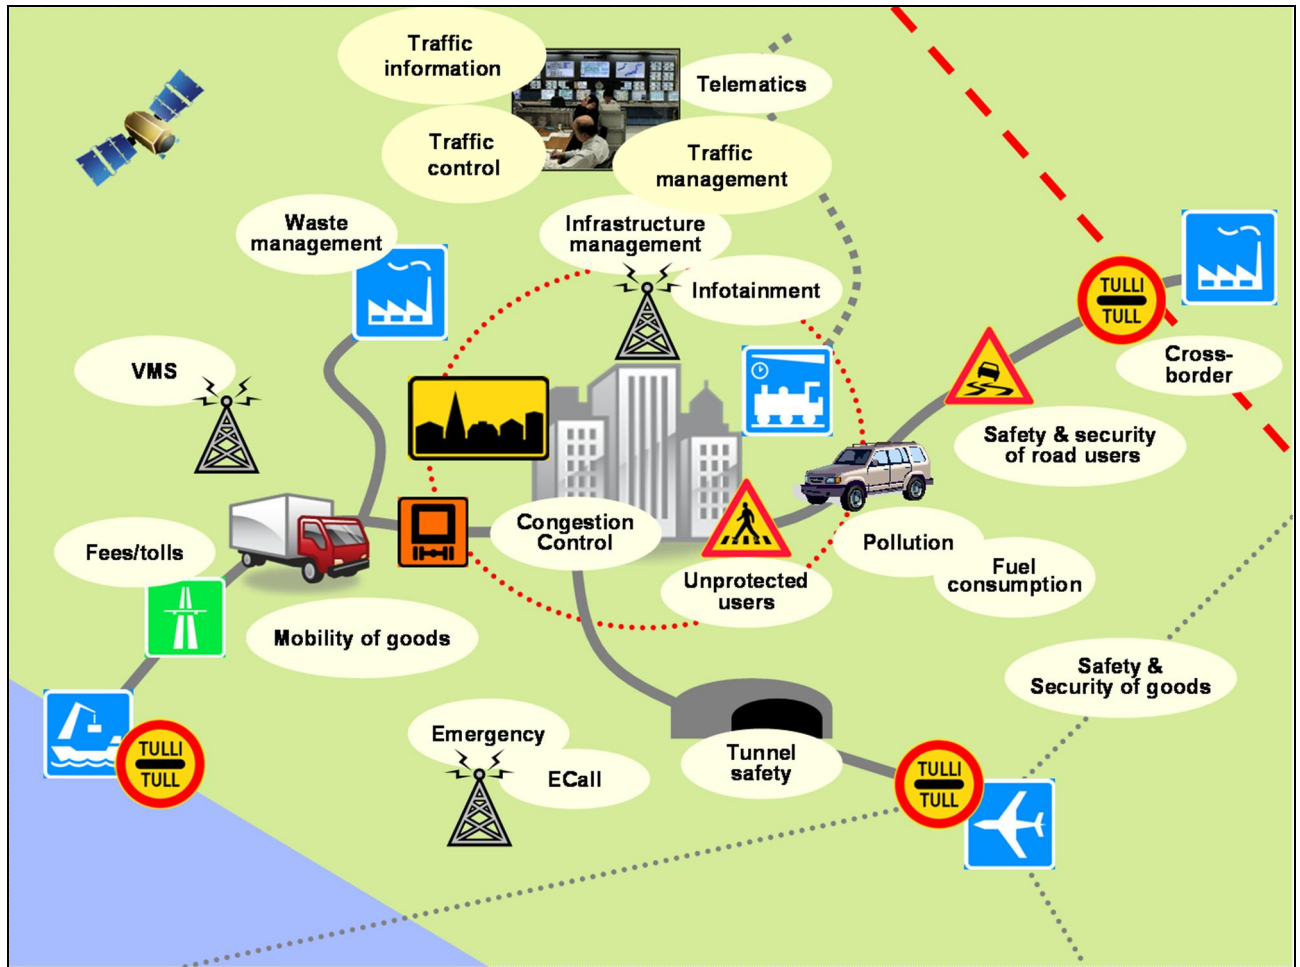 Traffic
information
Telematics
Traffic
control
Traffic
management
Waste
management
Infrastructure
management
Infotainment
TULLI
TULL
Cross-
border
VMS
Safety & security
of road users
Congestion
Control
Fees/tolls
Pollution
Fuel
consumption
Unprotected
users
Mobility of goods
Safety &
Security of goods
Emergency
ECall
Tunnel
safety
TULLI
TULL
TULLI
TULL